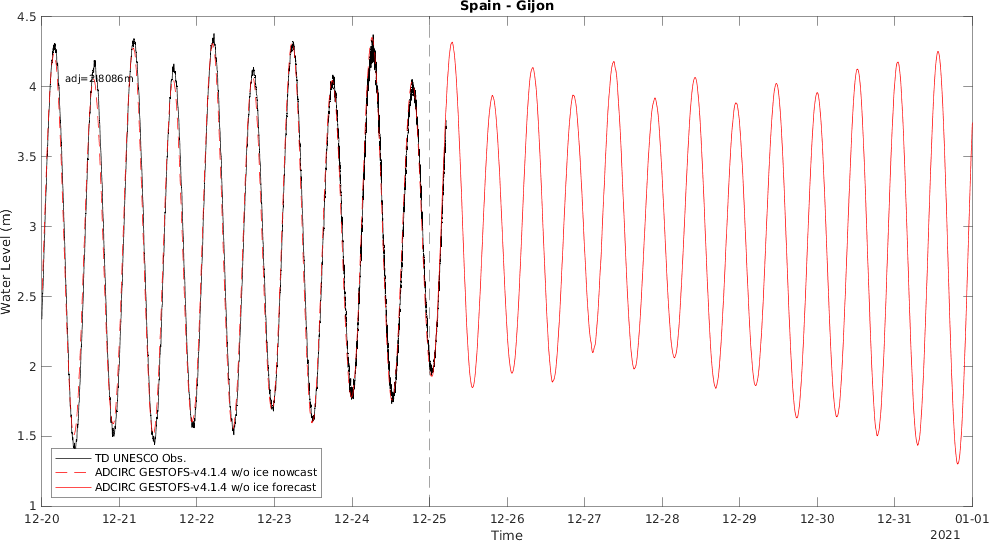 Spain - Gijon
4.5
4
3.5
3
2.5
2
1.5
1
Water Level (m)
adj=2.8086m
TD UNESCO Obs.
ADCIRC GESTOFS-v4.1.4 w/o ice nowcast
ADCIRC GESTOFS-v4.1.4 w/o ice forecast
12-20 12-21 12-22 12-23 12-24 12-25 12-26 12-27 12-28 12-29 12-30 12-31 01-01
Time
2021